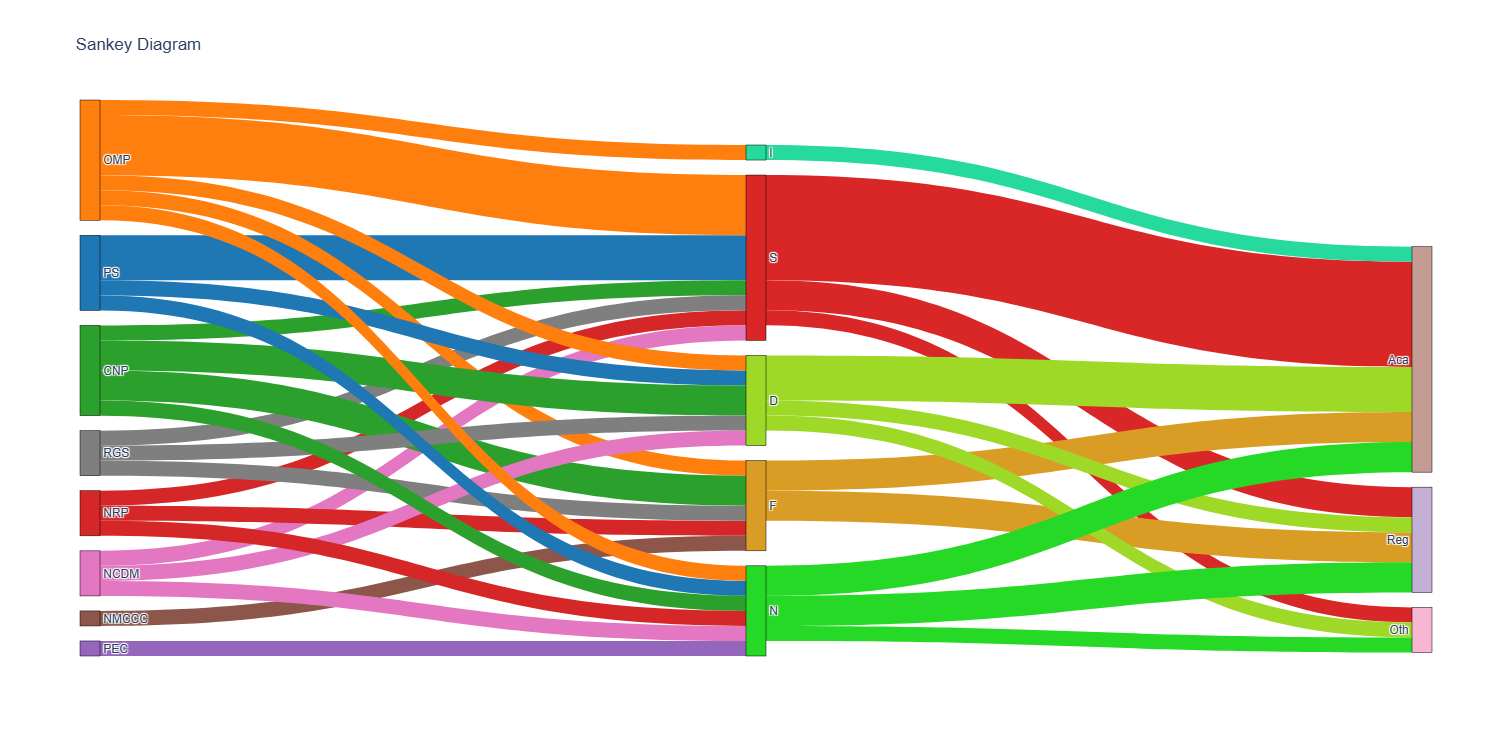 Sankey Diagram
OMP
PS
CNP
RGS
NRP
NCDM
NMCCC
PEC
I
S
D
F
N
Aca
Reg
Oth